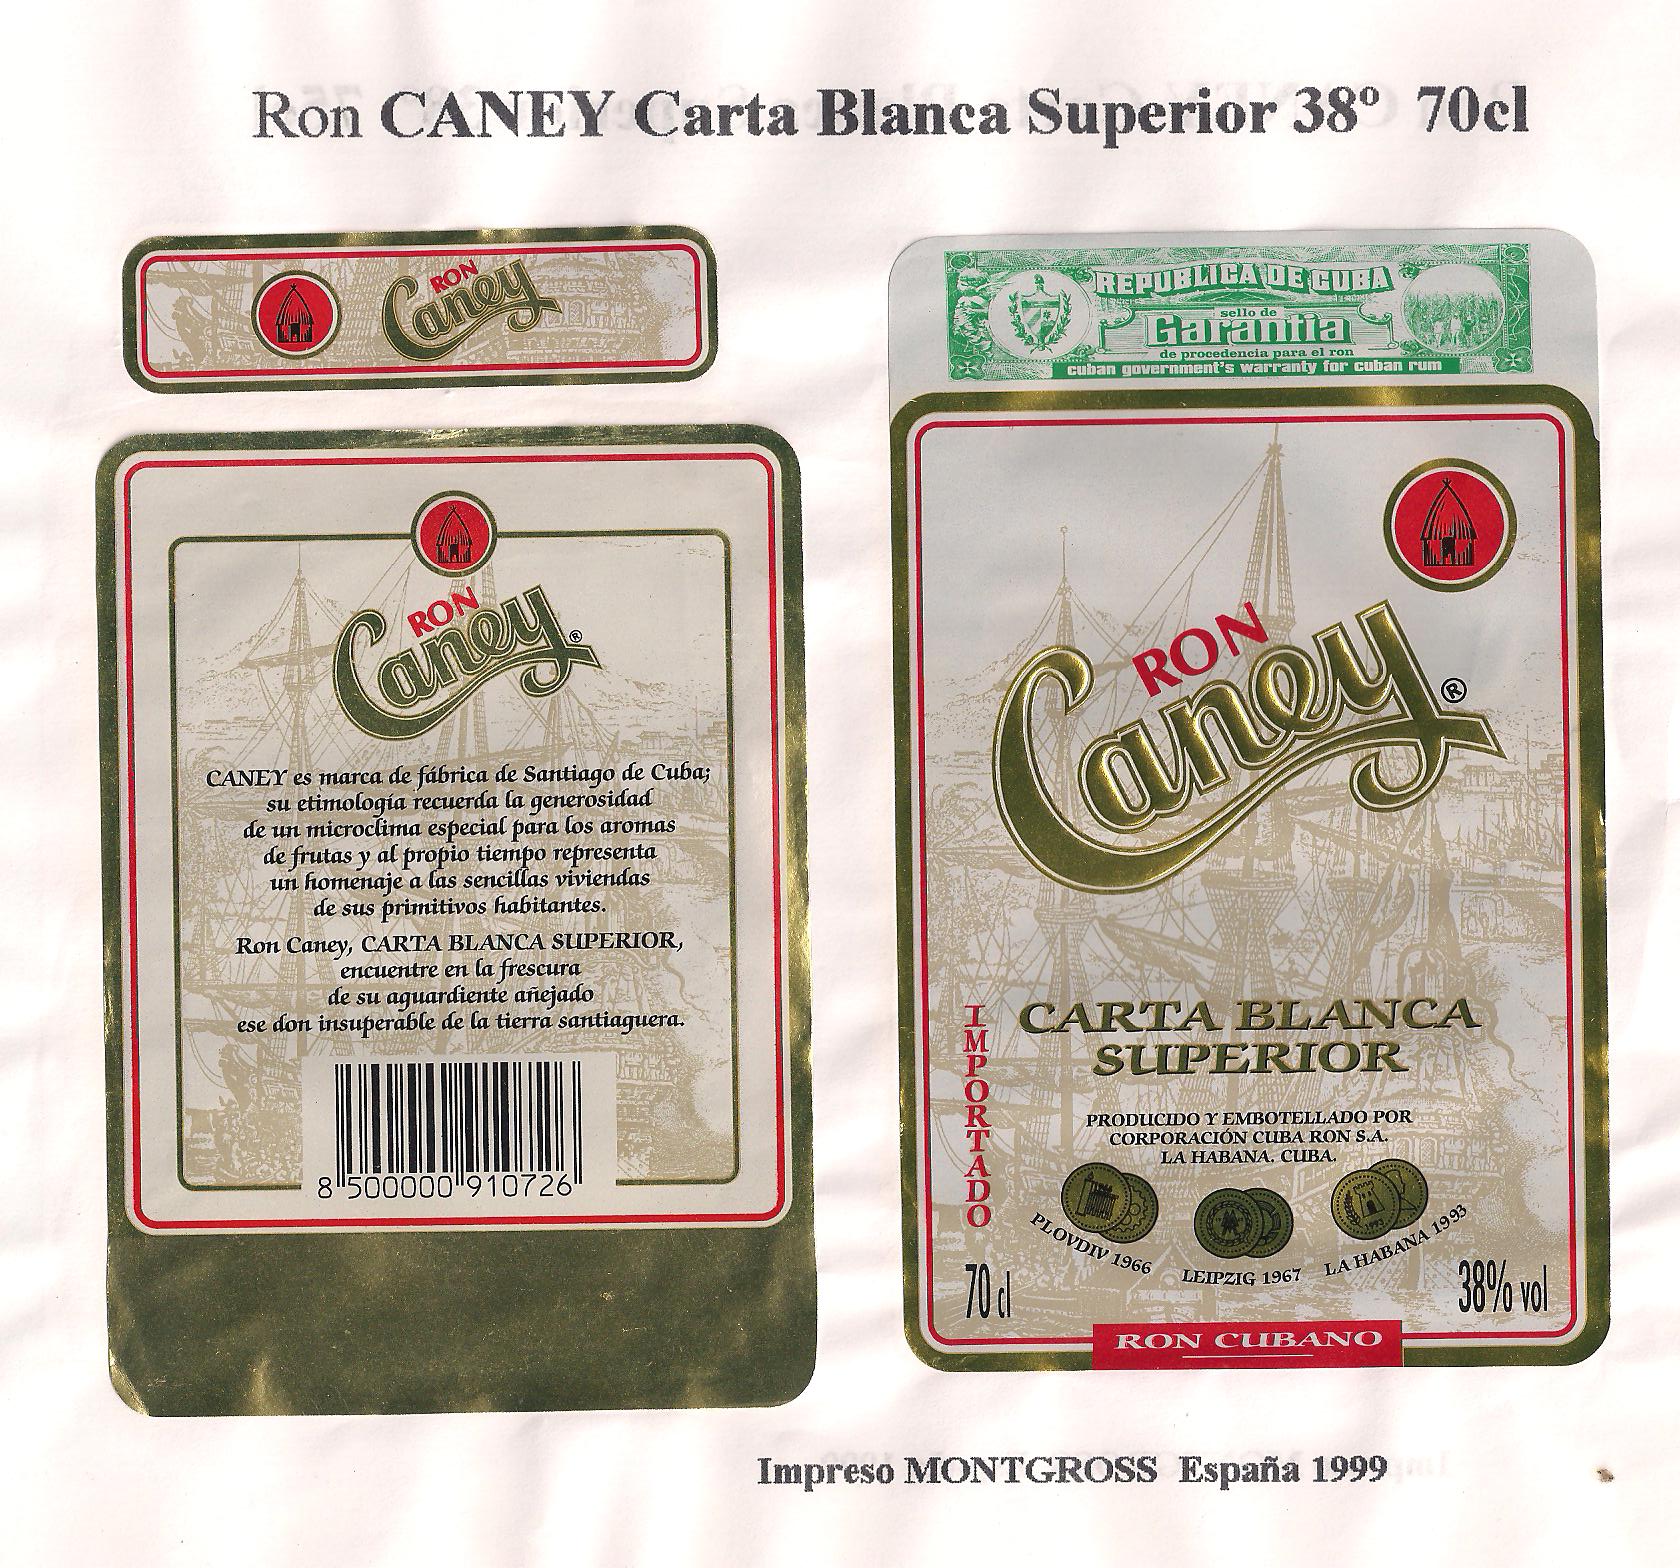 Ron CANEY Carta Blanca Superior 38º 70cl
RON
Caney
RON
Caney®
CANEY es marca de fábrica de Santiago de Cuba;
su etimología recuerda la generosidad
de un microclima especial para los aromas
de frutas y al propio tiempo representa
un homenaje a las sencillas viviendas
de sus primitivos habitantes.
Ron Caney, CARTA BLANCA SUPERIOR,
encuentre en la frescura
de su aguardiente añejado
ese don insuperable de la tierra santiaguera.
8 500000 910726
REPUBLICA DE CUBA
sello de
Garantia
de procedencia para el ron
cuban government's warranty for cuban rum
RON
Caney®
IMPORTADO
CARTA BLANCA
SUPERIOR
PRODUCIDO Y EMBOTELLADO POR
CORPORACIÓN CUBA RON S.A.
LA HABANA. CUBA.
1993
PLOVDIV 1966
LEIPZIG 1967
LA HABANA 1993
70 cl
38% vol
RON CUBANO
Impreso MONTGROSS España 1999